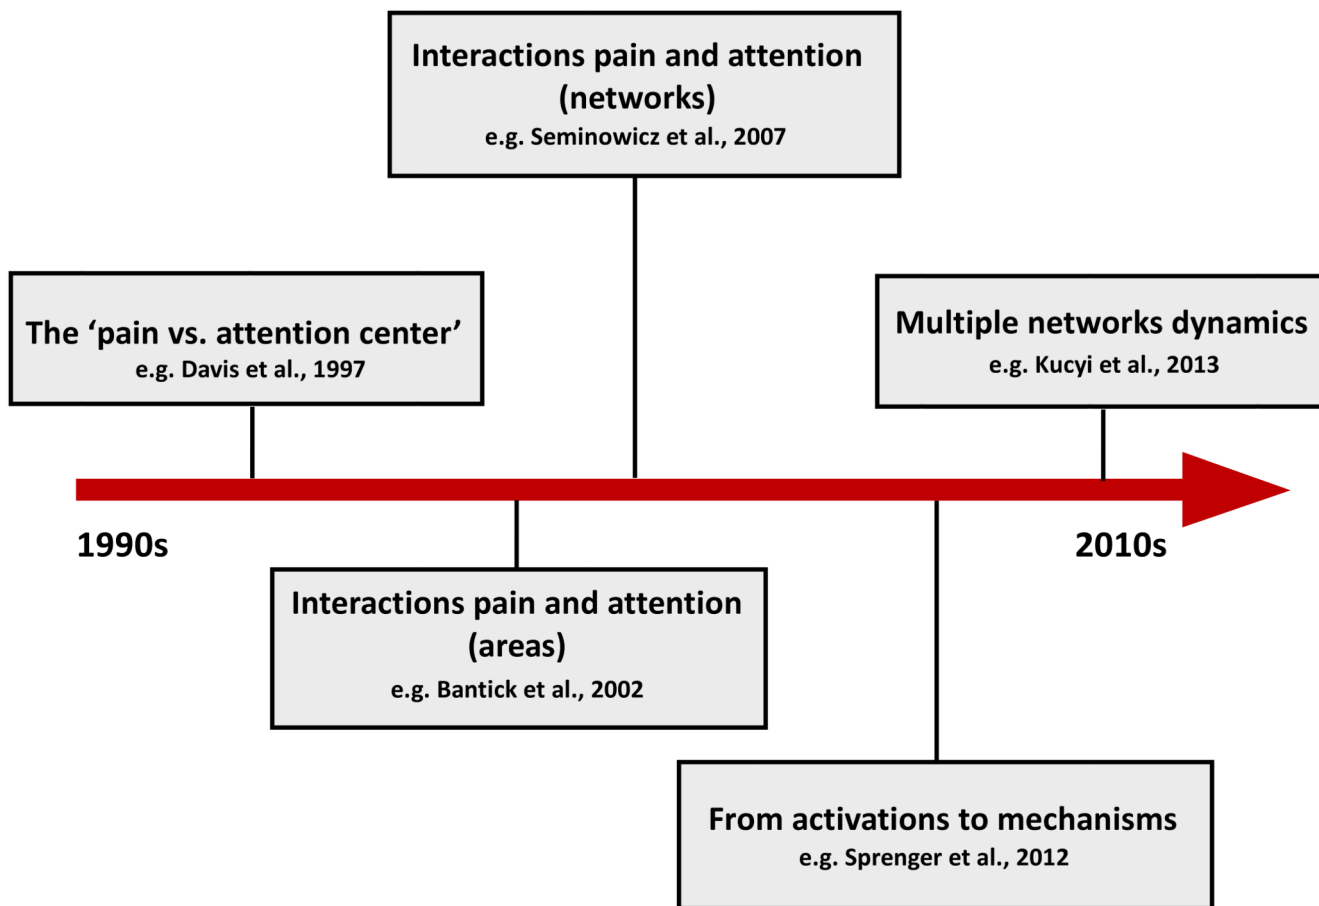 Interactions pain and attention
(networks)
e.g. Seminowicz et al., 2007
The ‘pain vs. attention center’
e.g. Davis et al., 1997
Multiple networks dynamics
e.g. Kucyi et al., 2013
1990s
2010s
Interactions pain and attention
(areas)
e.g. Bantick et al., 2002
From activations to mechanisms
e.g. Sprenger et al., 2012